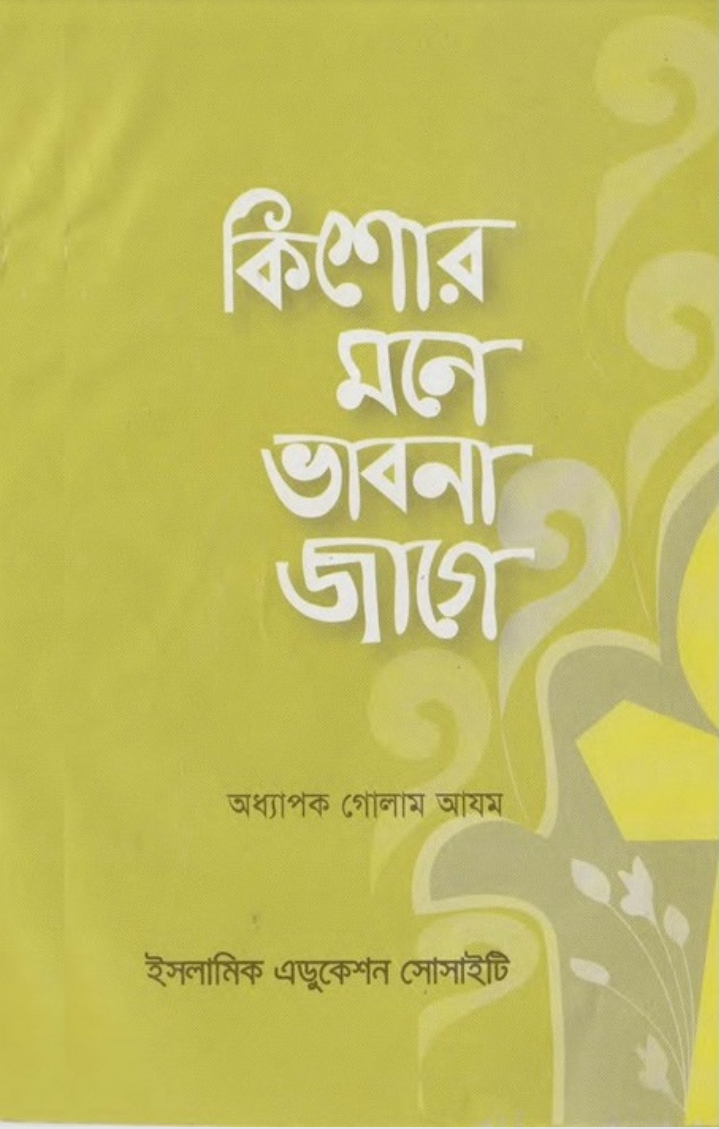 কিশোর
মনে
ভাবনা
জাগে
অধ্যাপক গোলাম আযম
ইসলামিক এডুকেশন সোসাইটি